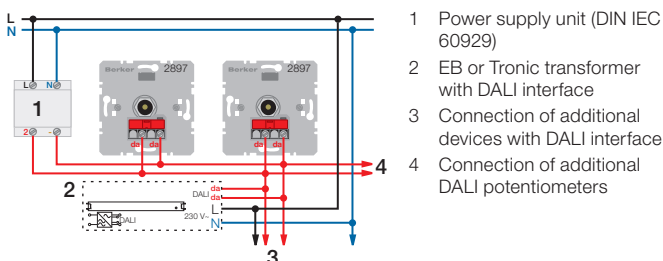 L
N
L N
1
2 -
Berker 2897
da da
Berker 2897
da da
4
2
DALI da
da
230 V~ L
N
DALI
3
1 Power supply unit (DIN IEC
60929)
2 EB or Tronic transformer
with DALI interface
3 Connection of additional
devices with DALI interface
4 Connection of additional
DALI potentiometers